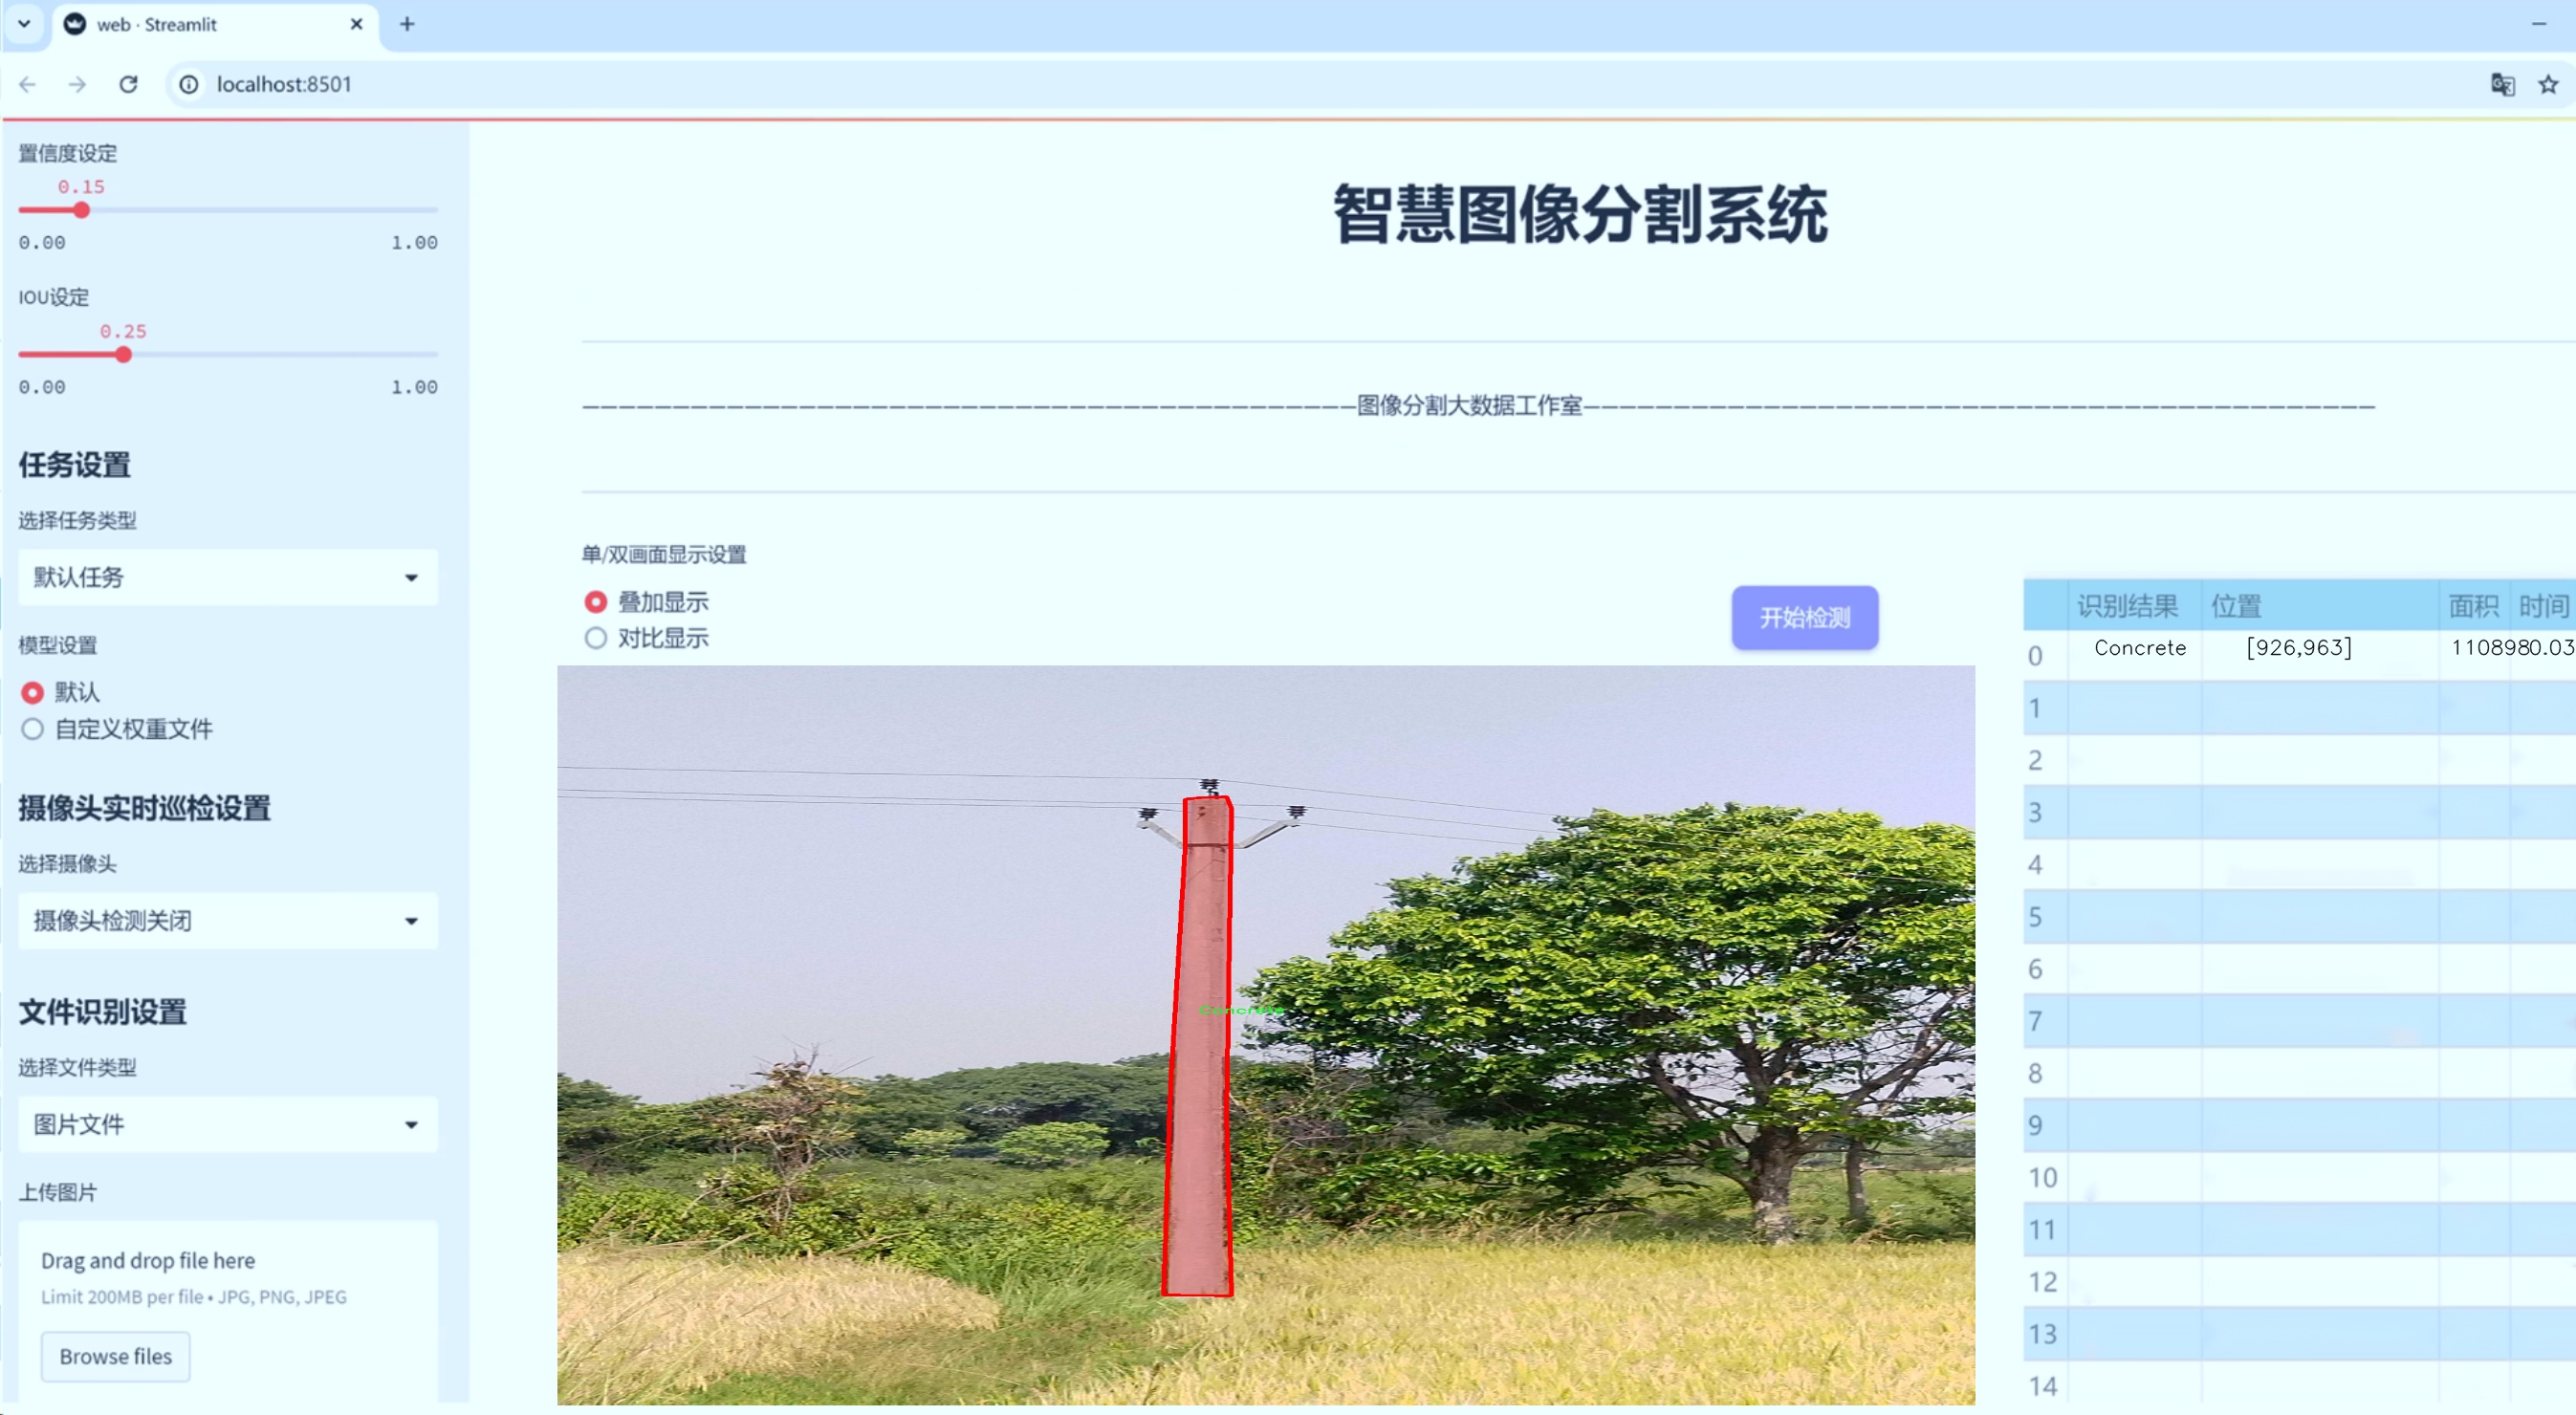 web · Streamlit
localhost:8501
置信度设定
0.15
0.00 1.00
IOU设定
0.25
0.00 1.00
任务设置
选择任务类型
默认任务
模型设置
默认
自定义权重文件
摄像头实时巡检设置
选择摄像头
摄像头检测关闭
文件识别设置
选择文件类型
图片文件
上传图片
Drag and drop file here
Limit 200MB per file • JPG, PNG, JPEG
Browse files
智慧图像分割系统
图像分割大数据工作室
单/双画面显示设置
叠加显示
对比显示
开始检测
Concrete
识别结果 位置 面积 时间
0 Concrete [926,963] 1108980.03
1
2
3
4
5
6
7
8
9
10
11
12
13
14